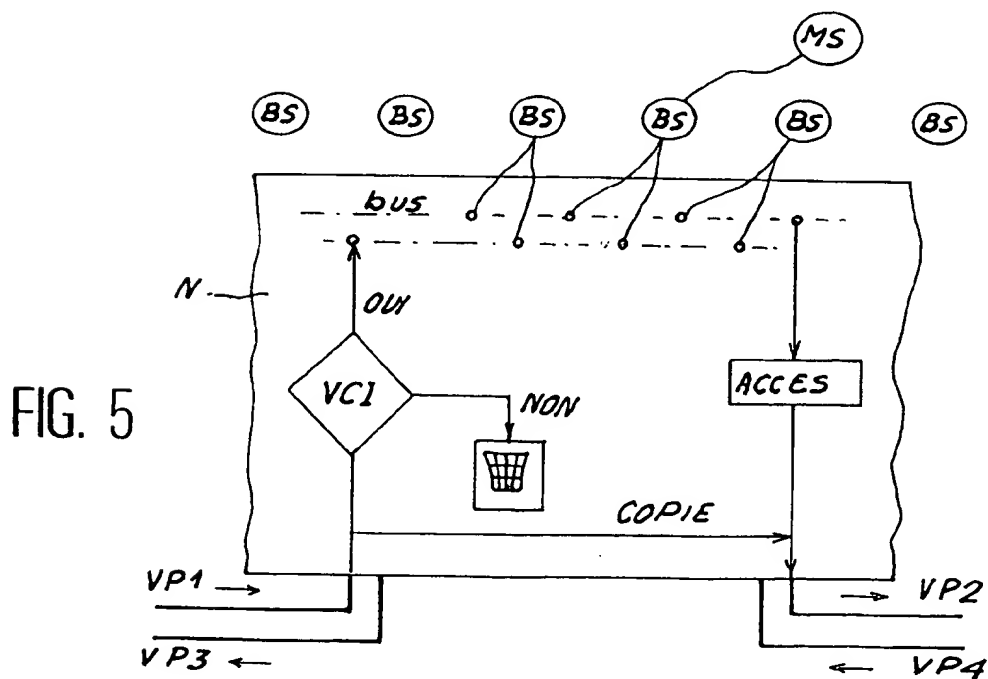 MS
BS BS BS BS BS BS
bus
N
OUI
VCI
NON
ACCES
FIG. 5
COPIE
VP1 VP2
VP3 VP4